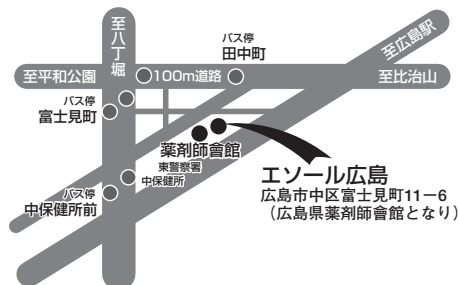 至八丁堀
バス停
田中町
至広島駅
至平和公園
100m道路
至比治山
バス停
富士見町
薬剤師會館
東警察署
中保健所
バス停
中保健所前
エソール広島
広島市中区富士見町11−6
（広島県薬剤師會館となり）